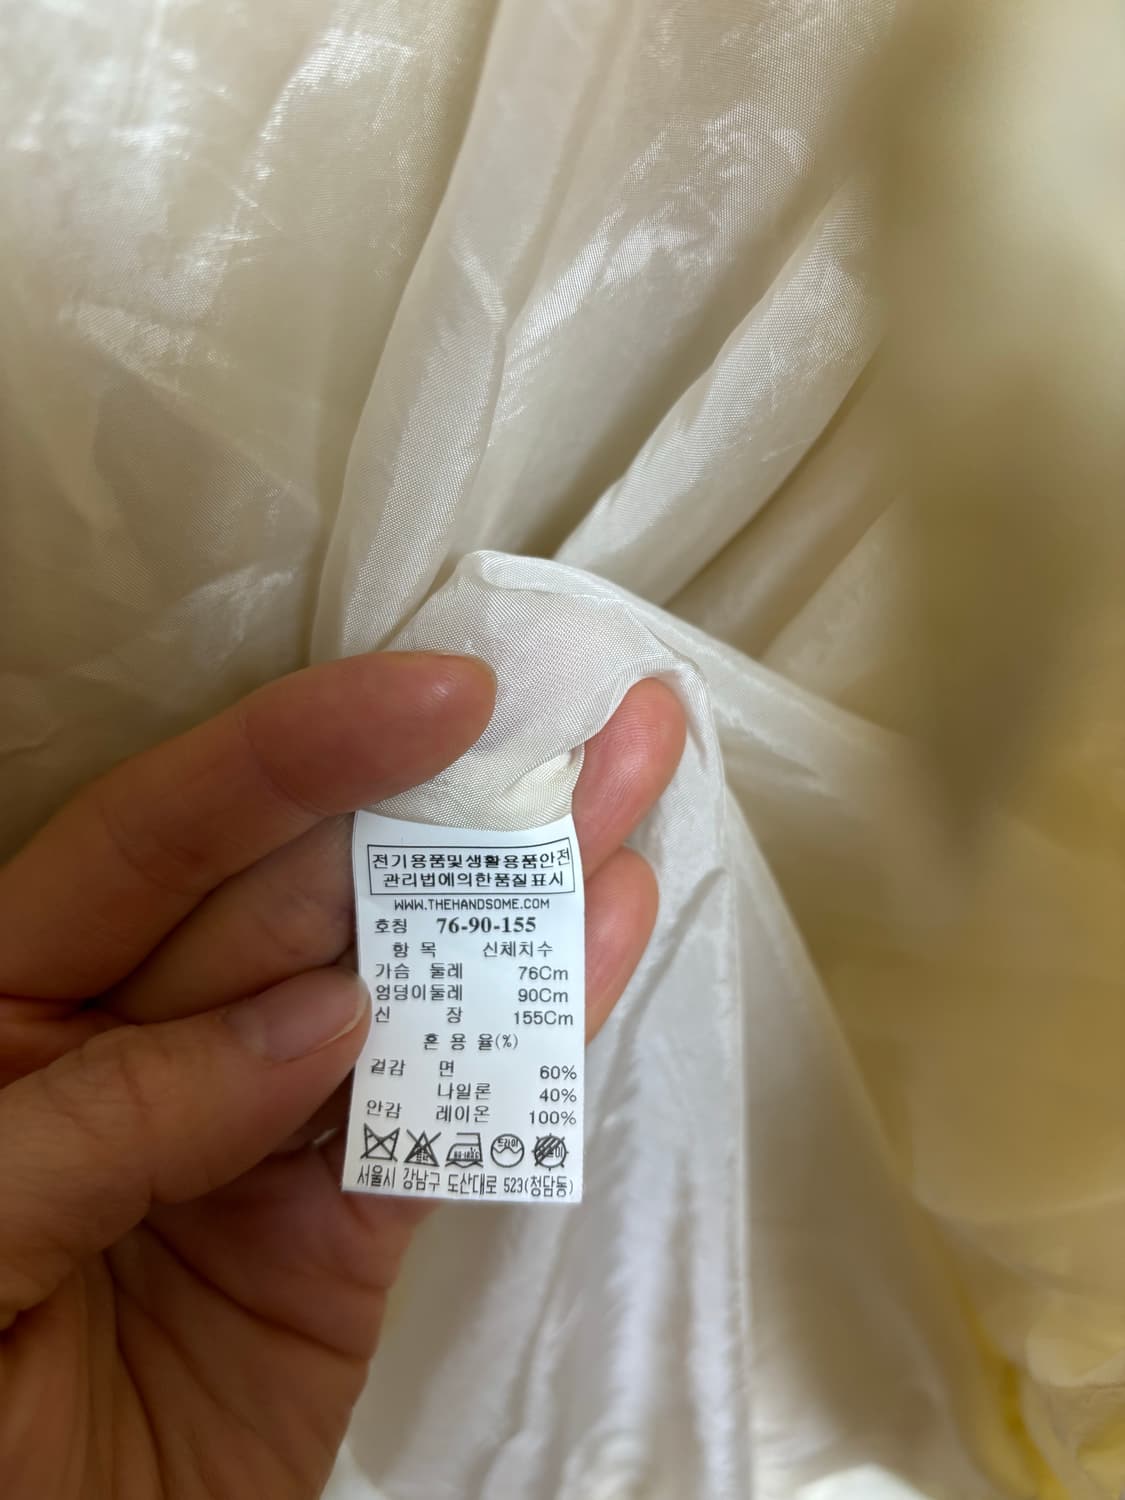 전기용품및생활용품안전
관리법에의한품질표시
WWW.THEHANDSOME.COM
호칭 76-90-155
항 목 신체치수
가슴 둘레 76Cm
엉덩이둘레 90Cm
신 장 155Cm
혼 용 율(%)
겉감 면 60%
나일론 40%
안감 레이온 100%
드라이
서울시 강남구 도산대로 523(청담동)